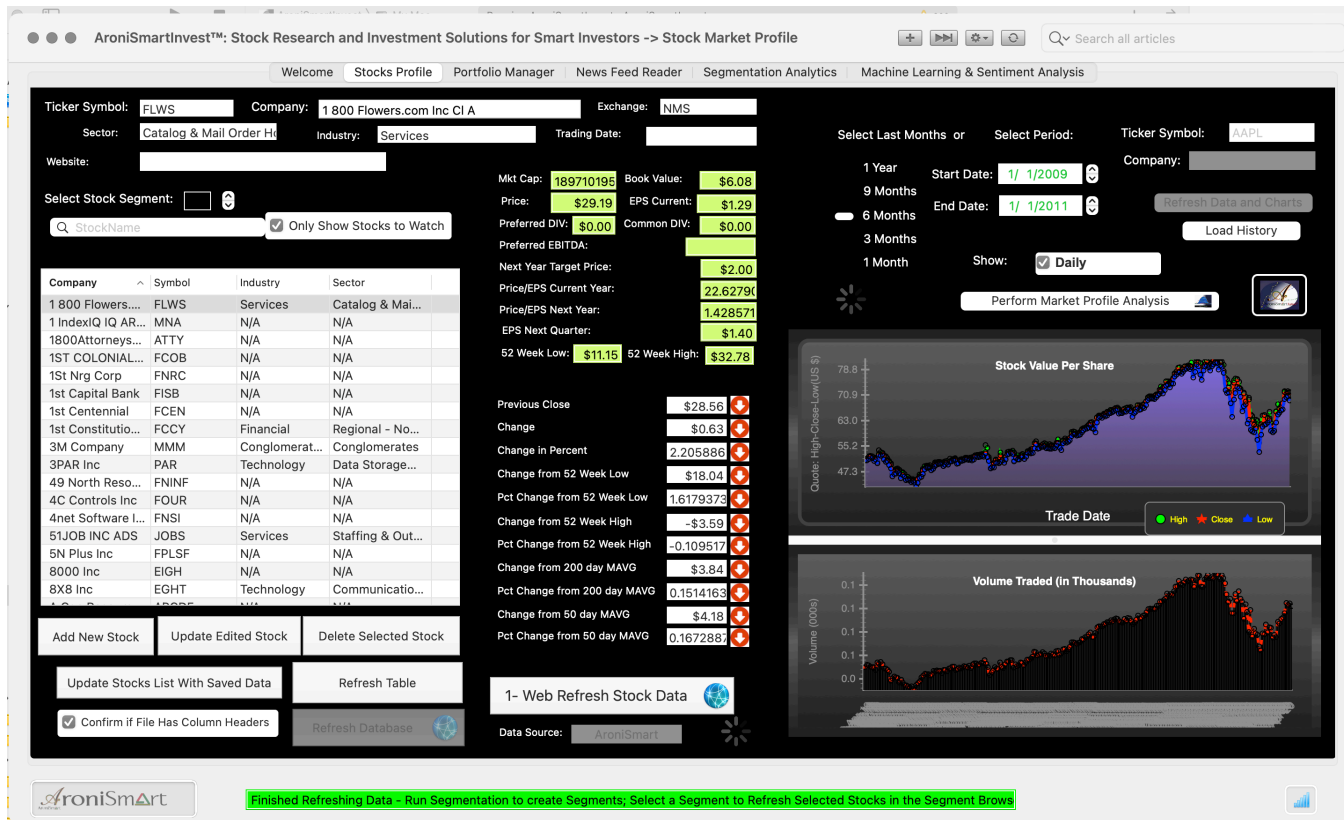 AroniSmartInvest™: Stock Research and Investment Solutions for Smart Investors -> Stock Market Profile
Search all articles
Welcome Stocks Profile Portfolio Manager News Feed Reader Segmentation Analytics Machine Learning & Sentiment Analysis
Ticker Symbol: FLWS Company: 1 800 Flowers.com Inc Cl A Exchange: NMS
Sector: Catalog & Mail Order Ho Industry: Services Trading Date:
Website:
Select Stock Segment:
StockName
Only Show Stocks to Watch
Company Symbol Industry Sector
1 800 Flowers.... FLWS Services Catalog & Mai...
1 IndexIQ IQ AR... MNA N/A N/A
1800Attorneys... ATTY N/A N/A
1ST COLONIAL... FCOB N/A N/A
1St Nrg Corp FNRC N/A N/A
1st Capital Bank FISB N/A N/A
1st Centennial FCEN N/A N/A
1st Constitutio... FCCY Financial Regional - No...
3M Company MMM Conglomerat... Conglomerates
3PAR Inc PAR Technology Data Storage...
49 North Reso... FNINF N/A N/A
4C Controls Inc FOUR N/A N/A
4net Software I... FNSI N/A N/A
51JOB INC ADS JOBS Services Staffing & Out...
5N Plus Inc FPLSF N/A N/A
8000 Inc EIGH N/A N/A
8X8 Inc EGHT Technology Communicatio...
Add New Stock Update Edited Stock Delete Selected Stock
Update Stocks List With Saved Data Refresh Table
Confirm if File Has Column Headers Refresh Database
Mkt Cap: 189710195 Book Value: $6.08
Price: $29.19 EPS Current: $1.29
Preferred DIV: $0.00 Common DIV: $0.00
Preferred EBITDA:
Next Year Target Price: $2.00
Price/EPS Current Year: 22.62790
Price/EPS Next Year: 1.428571
EPS Next Quarter: $1.40
52 Week Low: $11.15 52 Week High: $32.78
Previous Close $28.56
Change $0.63
Change in Percent 2.205886
Change from 52 Week Low $18.04
Pct Change from 52 Week Low 1.6179373
Change from 52 Week High -$3.59
Pct Change from 52 Week High -0.109517
Change from 200 day MAVG $3.84
Pct Change from 200 day MAVG 0.1514163
Change from 50 day MAVG $4.18
Pct Change from 50 day MAVG 0.1672887
1- Web Refresh Stock Data
Data Source: AroniSmart
Select Last Months or Select Period: Ticker Symbol: AAPL
Company:
1 Year
9 Months
6 Months
3 Months
1 Month
Start Date: 1/ 1/2009
End Date: 1/ 1/2011
Refresh Data and Charts
Load History
Show: Daily
Perform Market Profile Analysis
Stock Value Per Share
Quote: High-Close-Low(US $)
78.8
70.9
63.0
55.2
47.3
Trade Date
High Close Low
Volume Traded (in Thousands)
Volume (000s)
0.1
0.1
0.1
0.1
0.0
AroniSmart
Finished Refreshing Data - Run Segmentation to create Segments; Select a Segment to Refresh Selected Stocks in the Segment Brows